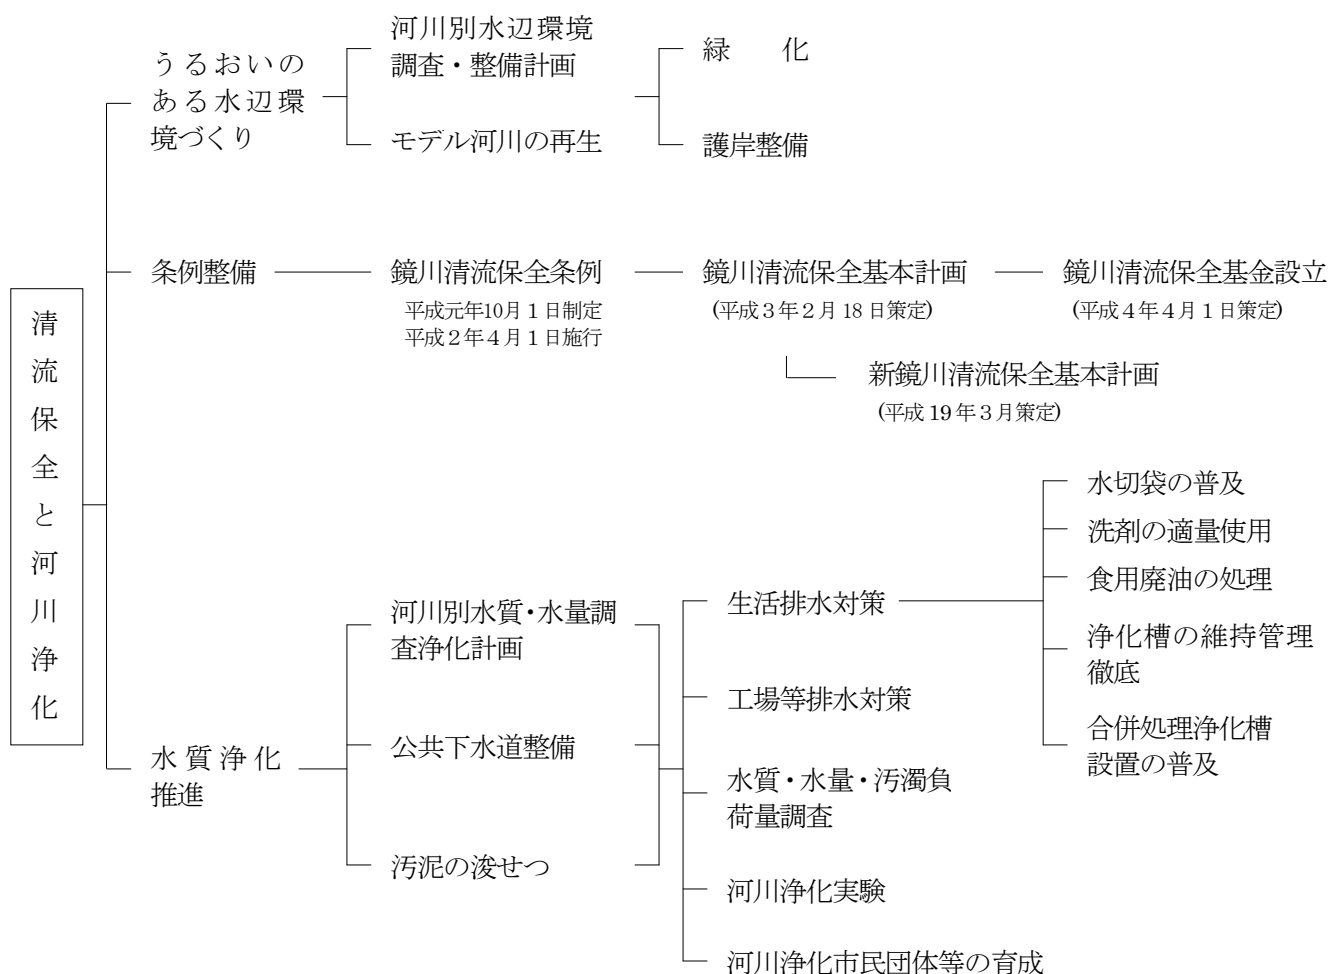 清流保全と河川浄化
うるおいの
ある水辺環
境づくり
河川別水辺環境
調査・整備計画
モデル河川の再生
緑　　化
護岸整備
条例整備
鏡川清流保全条例
平成元年10月1日制定
平成2年4月1日施行
鏡川清流保全基本計画
(平成3年2月18日策定)
鏡川清流保全基金設立
(平成4年4月1日策定)
新鏡川清流保全基本計画
(平成19年3月策定)
水質浄化
推進
河川別水質・水量調
査浄化計画
公共下水道整備
汚泥の浚せつ
生活排水対策
工場等排水対策
水質・水量・汚濁負
荷量調査
河川浄化実験
河川浄化市民団体等の育成
水切袋の普及
洗剤の適量使用
食用廃油の処理
浄化槽の維持管理
徹底
合併処理浄化槽
設置の普及